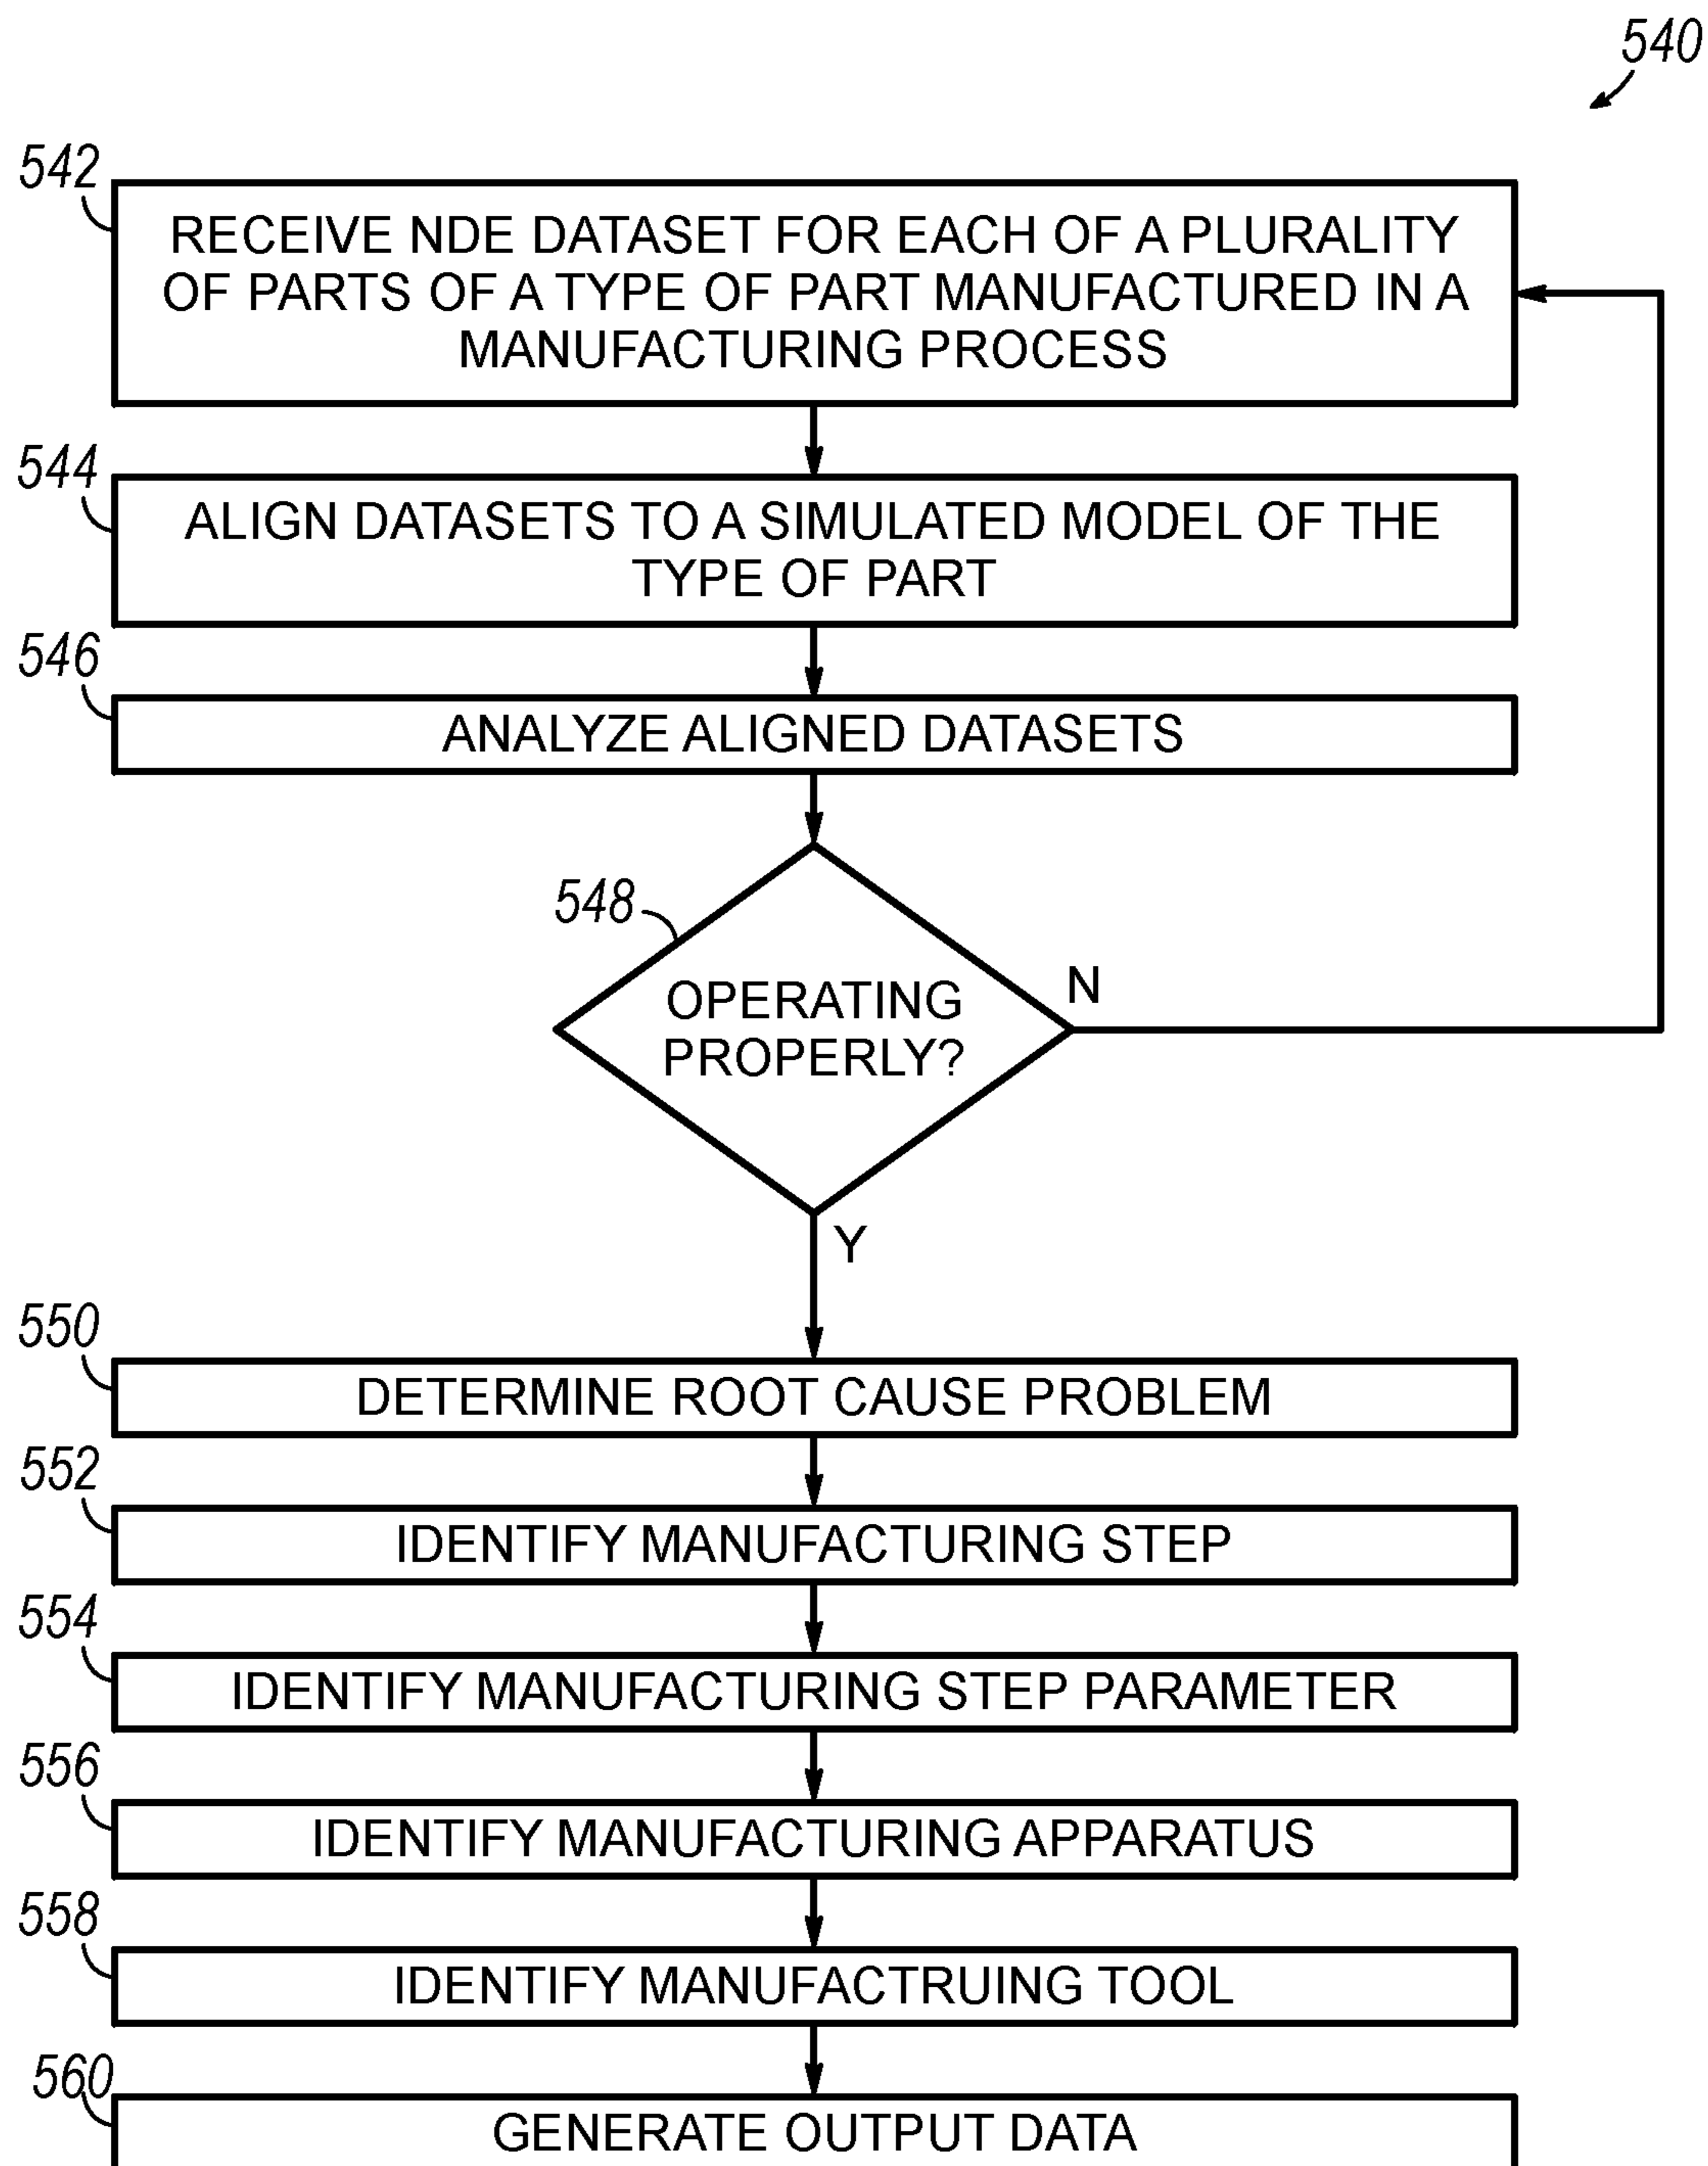 540
542
RECEIVE NDE DATASET FOR EACH OF A PLURALITY
OF PARTS OF A TYPE OF PART MANUFACTURED IN A
MANUFACTURING PROCESS
544
ALIGN DATASETS TO A SIMULATED MODEL OF THE
TYPE OF PART
546
ANALYZE ALIGNED DATASETS
548
OPERATING
PROPERLY?
N
Y
550
DETERMINE ROOT CAUSE PROBLEM
552
IDENTIFY MANUFACTURING STEP
554
IDENTIFY MANUFACTURING STEP PARAMETER
556
IDENTIFY MANUFACTURING APPARATUS
558
IDENTIFY MANUFACTRUING TOOL
560
GENERATE OUTPUT DATA